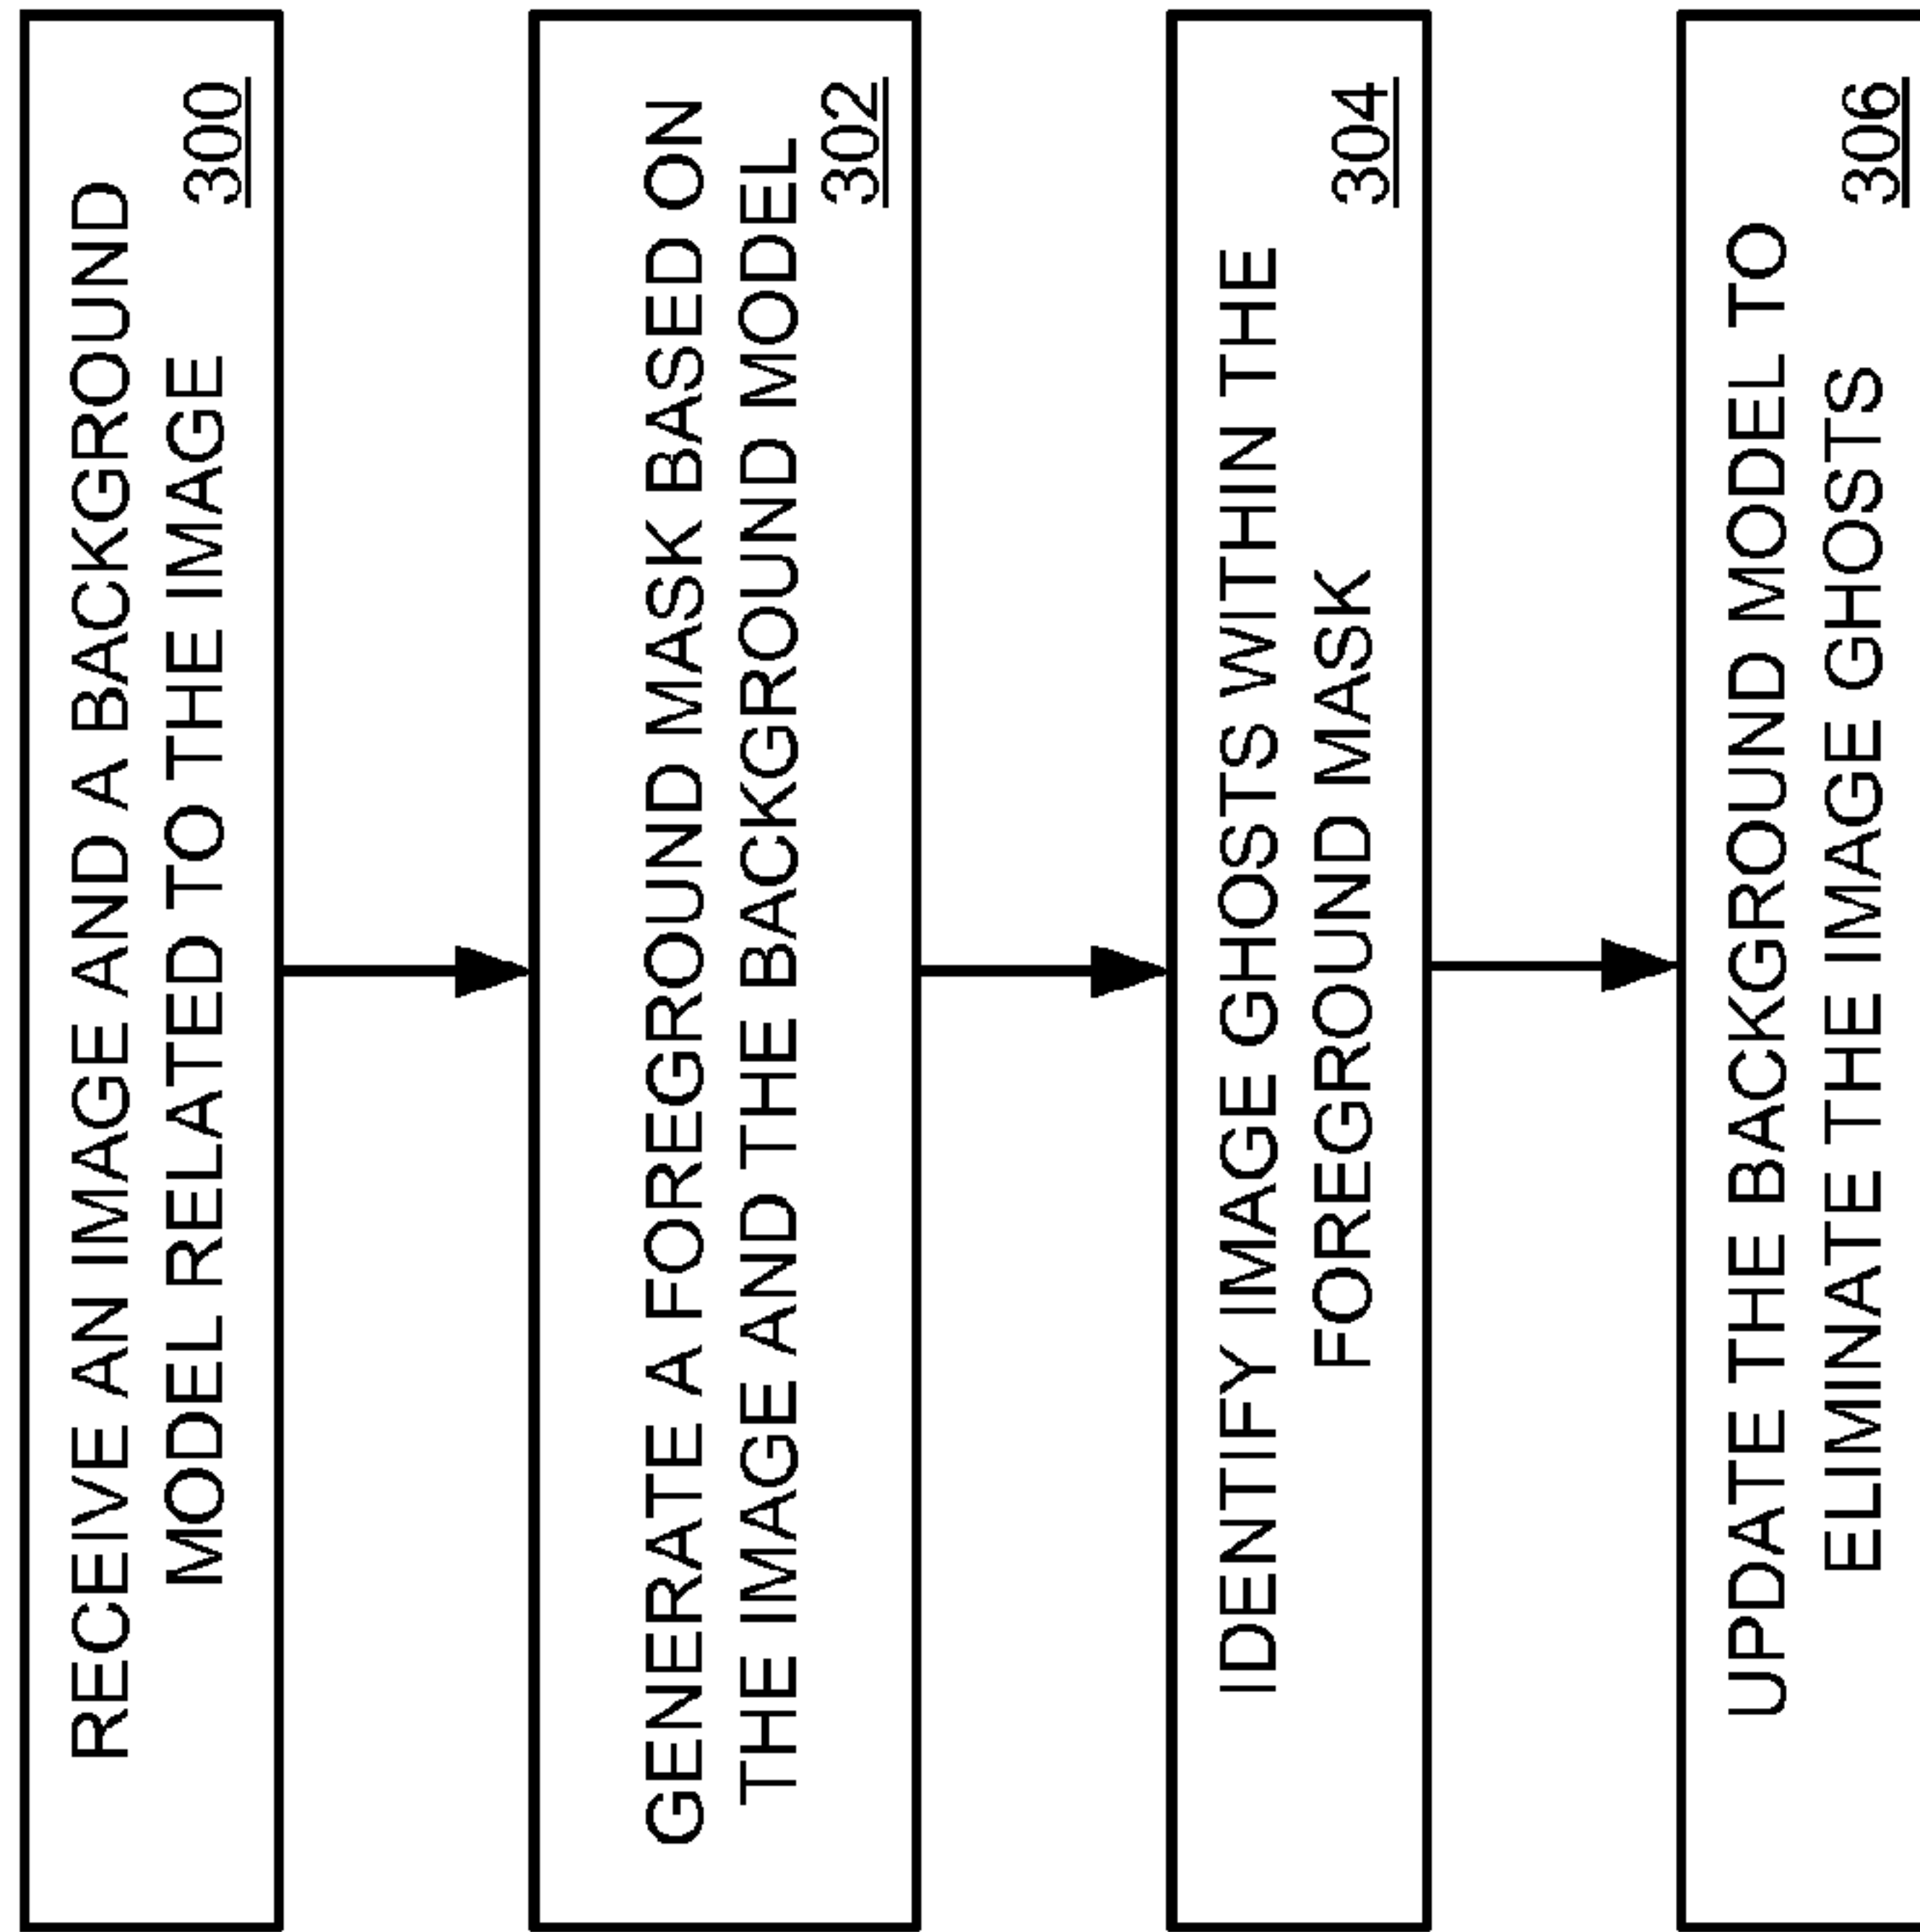 RECEIVE AN IMAGE AND A BACKGROUND
MODEL RELATED TO THE IMAGE
300
GENERATE A FOREGROUND MASK BASED ON
THE IMAGE AND THE BACKGROUND MODEL
302
IDENTIFY IMAGE GHOSTS WITHIN THE
FOREGROUND MASK
304
UPDATE THE BACKGROUND MODEL TO
ELIMINATE THE IMAGE GHOSTS
306